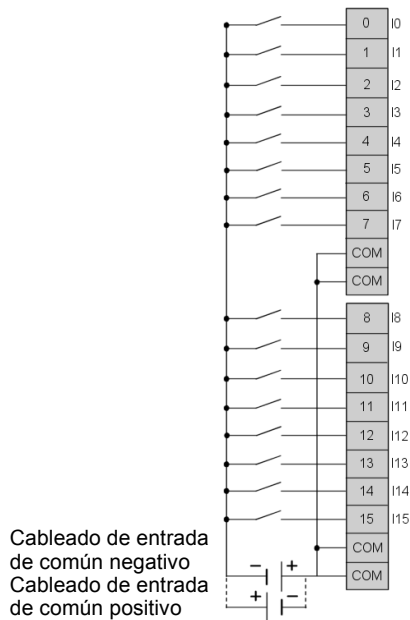 0 I0
1 I1
2 I2
3 I3
4 I4
5 I5
6 I6
7 I7
COM
COM
8 I8
9 I9
10 I10
11 I11
12 I12
13 I13
14 I14
15 I15
COM
COM
Cableado de entrada
de común negativo
Cableado de entrada
de común positivo
- +
+ -